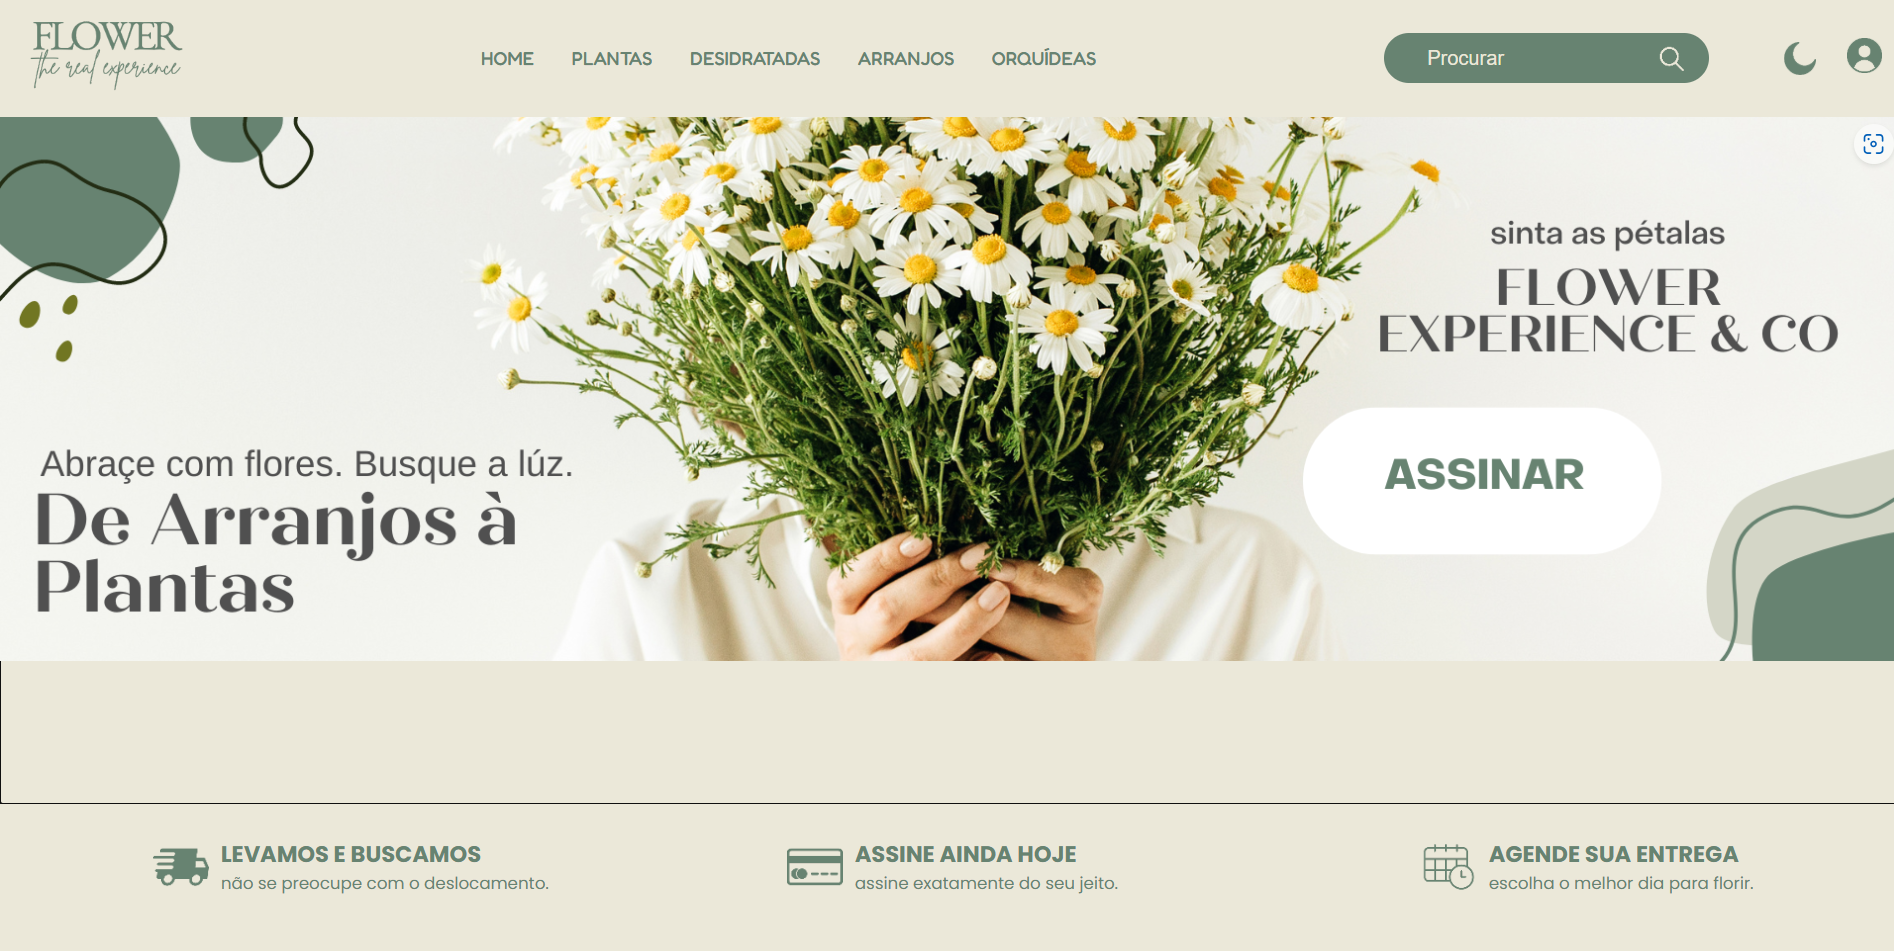 FLOWER
the real experience
HOME
PLANTAS
DESIDRATADAS
ARRANJOS
ORQUÍDEAS
Procurar
sinta as pétalas
FLOWER
EXPERIENCE & CO
Abraçe com flores. Busque a lúz.
De Arranjos à
Plantas
ASSINAR
LEVAMOS E BUSCAMOS
não se preocupe com o deslocamento.
ASSINE AINDA HOJE
assine exatamente do seu jeito.
AGENDE SUA ENTREGA
escolha o melhor dia para florir.